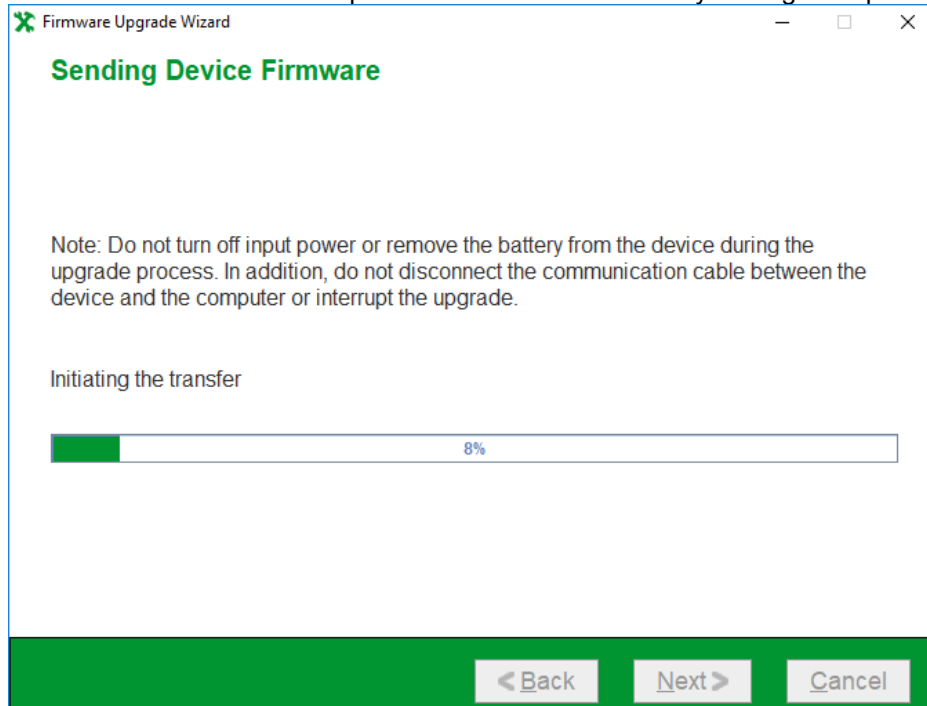 Firmware Upgrade Wizard
Sending Device Firmware
Note: Do not turn off input power or remove the battery from the device during the
upgrade process. In addition, do not disconnect the communication cable between the
device and the computer or interrupt the upgrade.
Initiating the transfer
8%
< Back Next > Cancel